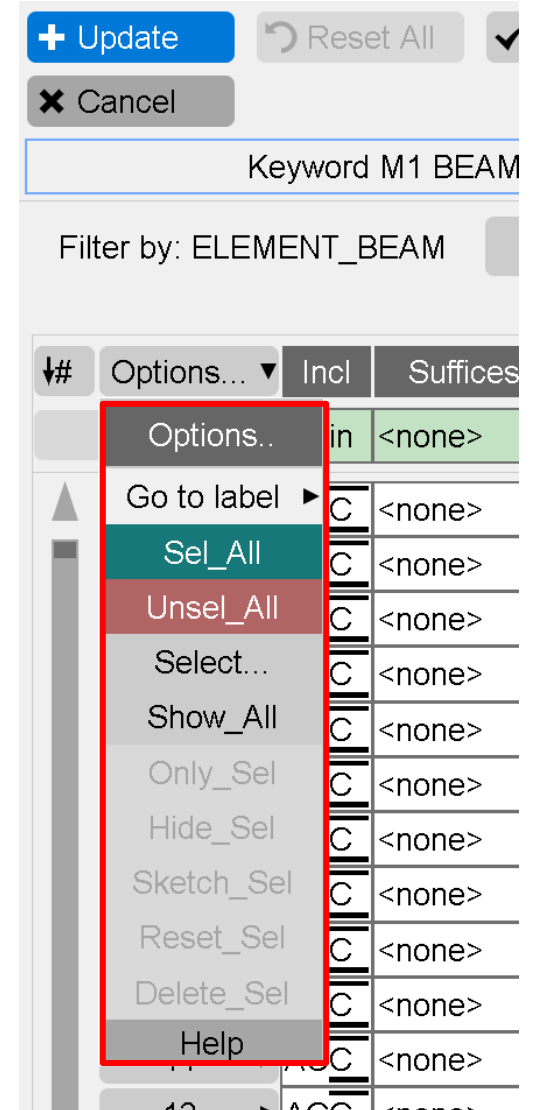 + Update Reset All
Cancel
Keyword M1 BEAM
Filter by: ELEMENT_BEAM
# Options... Incl Suffices
Options.. in <none>
Go to label C <none>
Sel_All C <none>
Unsel_All C <none>
Select... C <none>
Show_All C <none>
Only_Sel C <none>
Hide_Sel C <none>
Sketch_Sel C <none>
Reset_Sel C <none>
Delete_Sel C <none>
Help C <none>